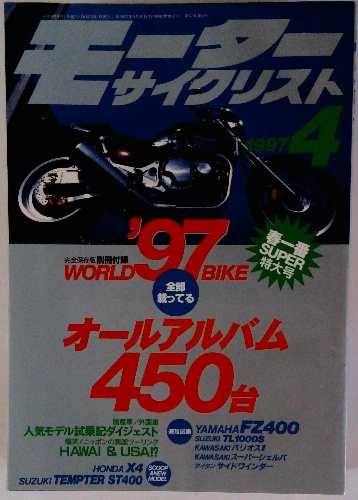 モーター
サイクリスト
1997 4
春一番
SUPER
特大号
完全保存版 別冊付録
'97
WORLD BIKE
全部
載ってる
オールアルバム
450台
国産車/外国車
人気モデル試乗記ダイジェスト
爆笑!ニッポンの異国ツーリング
HAWAI & USA!?
HONDA X4
SUZUKI TEMPTER ST400
SCOOP
&NEW
MODEL
速攻試乗
YAMAHA FZ400
SUZUKI TL1000S
KAWASAKI バリオスⅡ
KAWASAKI スーパーシェルパ
サイドワインダー